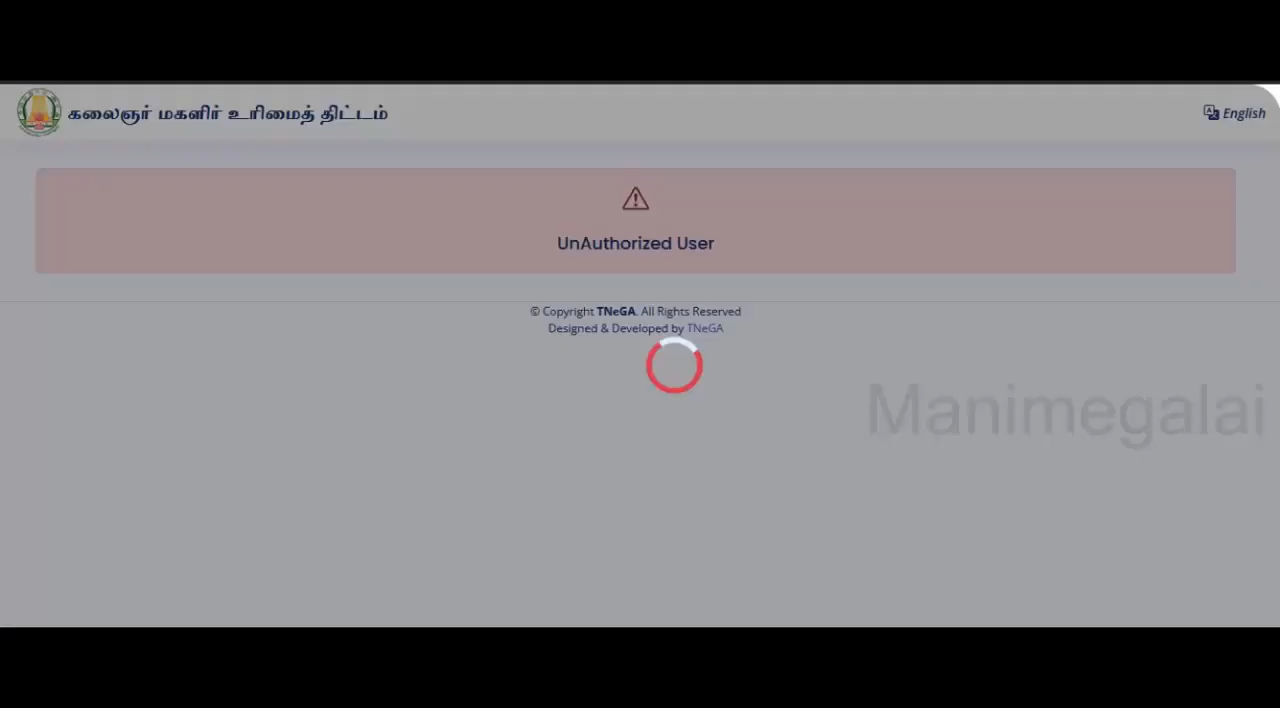 கலைஞர் மகளிர் உரிமைத் திட்டம்
English
UnAuthorized User
© Copyright TNeGA. All Rights Reserved
Designed & Developed by TNeGA
Manimegalai